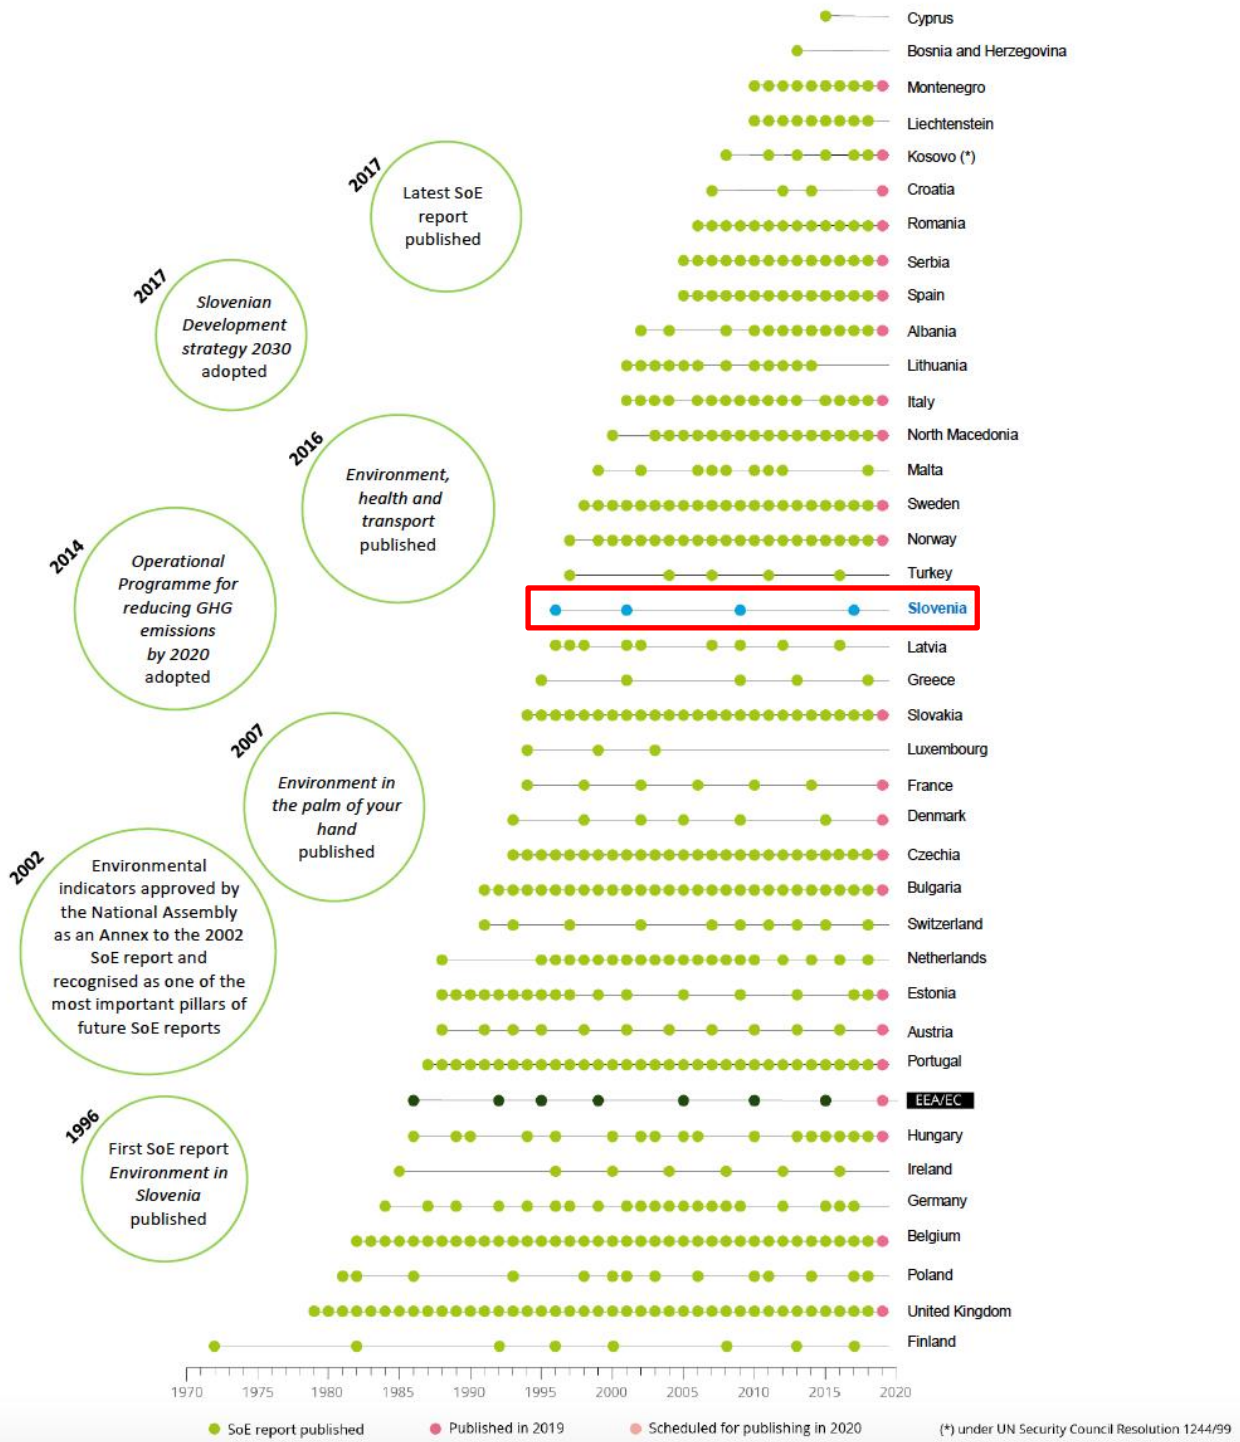 Cyprus
Bosnia and Herzegovina
Montenegro
Liechtenstein
Kosovo (*)
Croatia
Romania
Serbia
Spain
Albania
Lithuania
Italy
North Macedonia
Malta
Sweden
Norway
Turkey
Slovenia
Latvia
Greece
Slovakia
Luxembourg
France
Denmark
Czechia
Bulgaria
Switzerland
Netherlands
Estonia
Austria
Portugal
EEA/EC
Hungary
Ireland
Germany
Belgium
Poland
United Kingdom
Finland
2017
Latest SoE
report
published
2017
Slovenian
Development
strategy 2030
adopted
2016
Environment,
health and
transport
published
2014
Operational
Programme for
reducing GHG
emissions
by 2020
adopted
2007
Environment in
the palm of your
hand
published
2002
Environmental
indicators approved by
the National Assembly
as an Annex to the 2002
SoE report and
recognised as one of the
most important pillars of
future SoE reports
1996
First SoE report
Environment in
Slovenia
published
1970 1975 1980 1985 1990 1995 2000 2005 2010 2015 2020
SoE report published Published in 2019 Scheduled for publishing in 2020 (*) under UN Security Council Resolution 1244/99